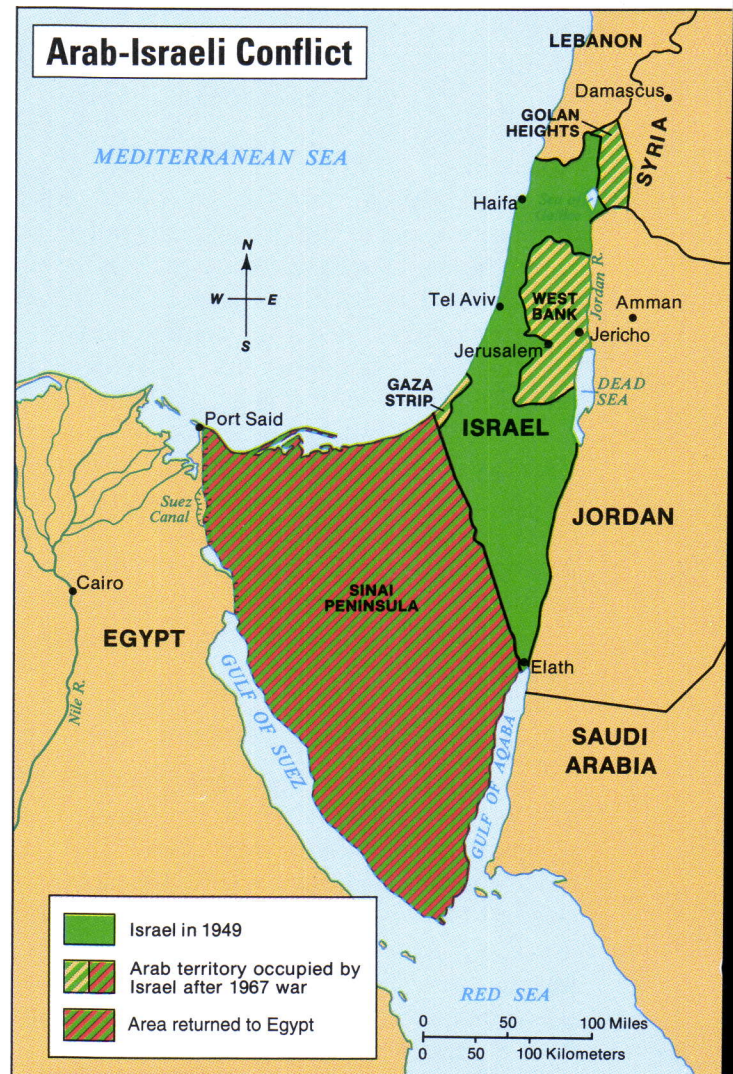 Arab-Israeli Conflict
LEBANON
Damascus
GOLAN
HEIGHTS
SYRIA
MEDITERRANEAN SEA
Haifa
Sea of
Galilee
N
W
E
S
Jordan R.
Tel Aviv
WEST
BANK
Amman
Jericho
Jerusalem
GAZA
STRIP
DEAD
SEA
Port Said
ISRAEL
Suez
Canal
JORDAN
Cairo
SINAI
PENINSULA
EGYPT
Elath
Nile R.
GULF OF SUEZ
GULF OF AQABA
SAUDI
ARABIA
Israel in 1949
Arab territory occupied by
Israel after 1967 war
Area returned to Egypt
RED SEA
0 50 100 Miles
0 50 100 Kilometers